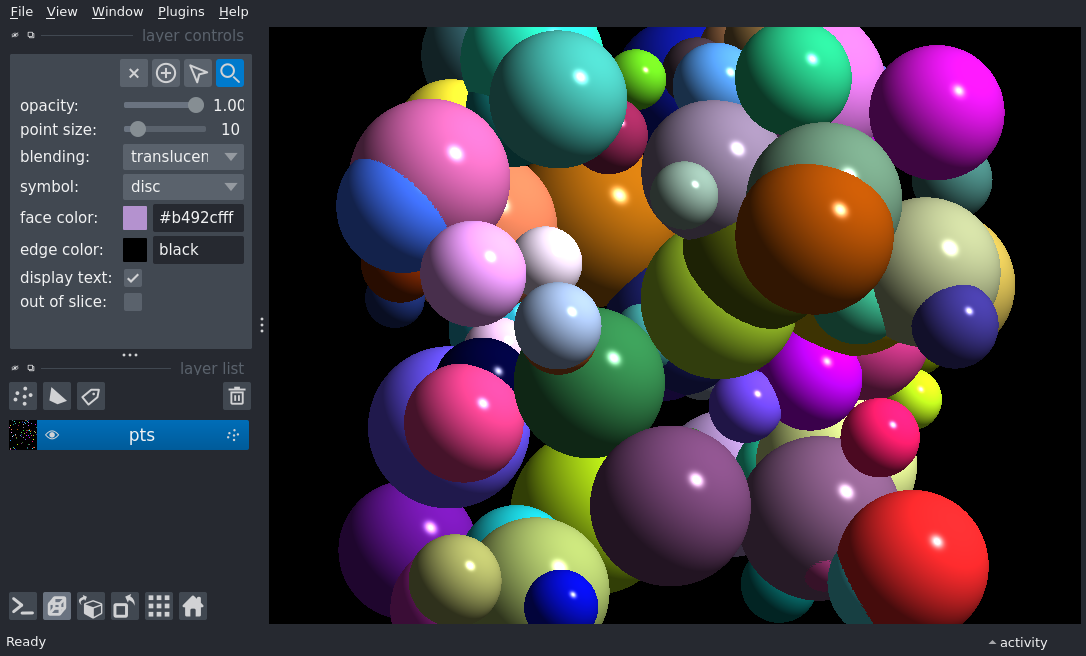 File View Window Plugins Help
layer controls
opacity: 1.00
point size: 10
blending: translucen
symbol: disc
face color: #b492cfff
edge color: black
display text:
out of slice:
layer list
pts
Ready
activity